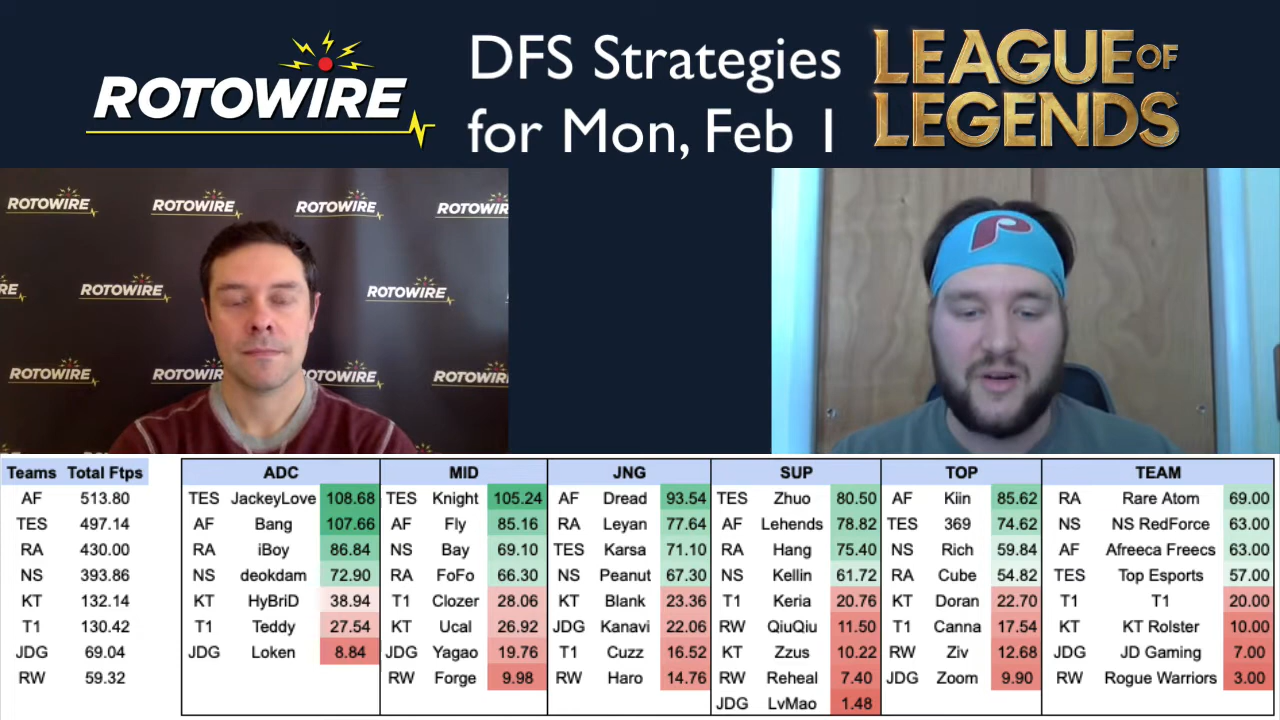 ROTOWIRE
DFS Strategies
for Mon, Feb 1
LEAGUE OF
LEGENDS
ROTOWIRE ROTOWIRE ROTOWIRE ROTOWIRE
ROTOWIRE ROTOWIRE
ROTOWIRE ROTOWIRE ROTOWIRE ROTOWIRE
P
Teams Total Ftps ADC MID JNG SUP TOP TEAM
AF 513.80 TES JackeyLove 108.68 TES Knight 105.24 AF Dread 93.54 TES Zhuo 80.50 AF Kiin 85.62 RA Rare Atom 69.00
TES 497.14 AF Bang 107.66 AF Fly 85.16 RA Leyan 77.64 AF Lehends 78.82 TES 369 74.62 NS NS RedForce 63.00
RA 430.00 RA iBoy 86.84 NS Bay 69.10 TES Karsa 71.10 RA Hang 75.40 NS Rich 59.84 AF Afreeca Freecs 63.00
NS 393.86 NS deokdam 72.90 RA FoFo 66.30 NS Peanut 67.30 NS Kellin 61.72 RA Cube 54.82 TES Top Esports 57.00
KT 132.14 KT HyBriD 38.94 T1 Clozer 28.06 KT Blank 23.36 T1 Keria 20.76 KT Doran 22.70 T1 T1 20.00
T1 130.42 T1 Teddy 27.54 KT Ucal 26.92 JDG Kanavi 22.06 RW QiuQiu 11.50 T1 Canna 17.54 KT KT Rolster 10.00
JDG 69.04 JDG Loken 8.84 JDG Yagao 19.76 T1 Cuzz 16.52 KT Zzus 10.22 RW Ziv 12.68 JDG JD Gaming 7.00
RW 59.32 RW Forge 9.98 RW Haro 14.76 RW Reheal 7.40 JDG Zoom 9.90 RW Rogue Warriors 3.00
JDG LvMao 1.48